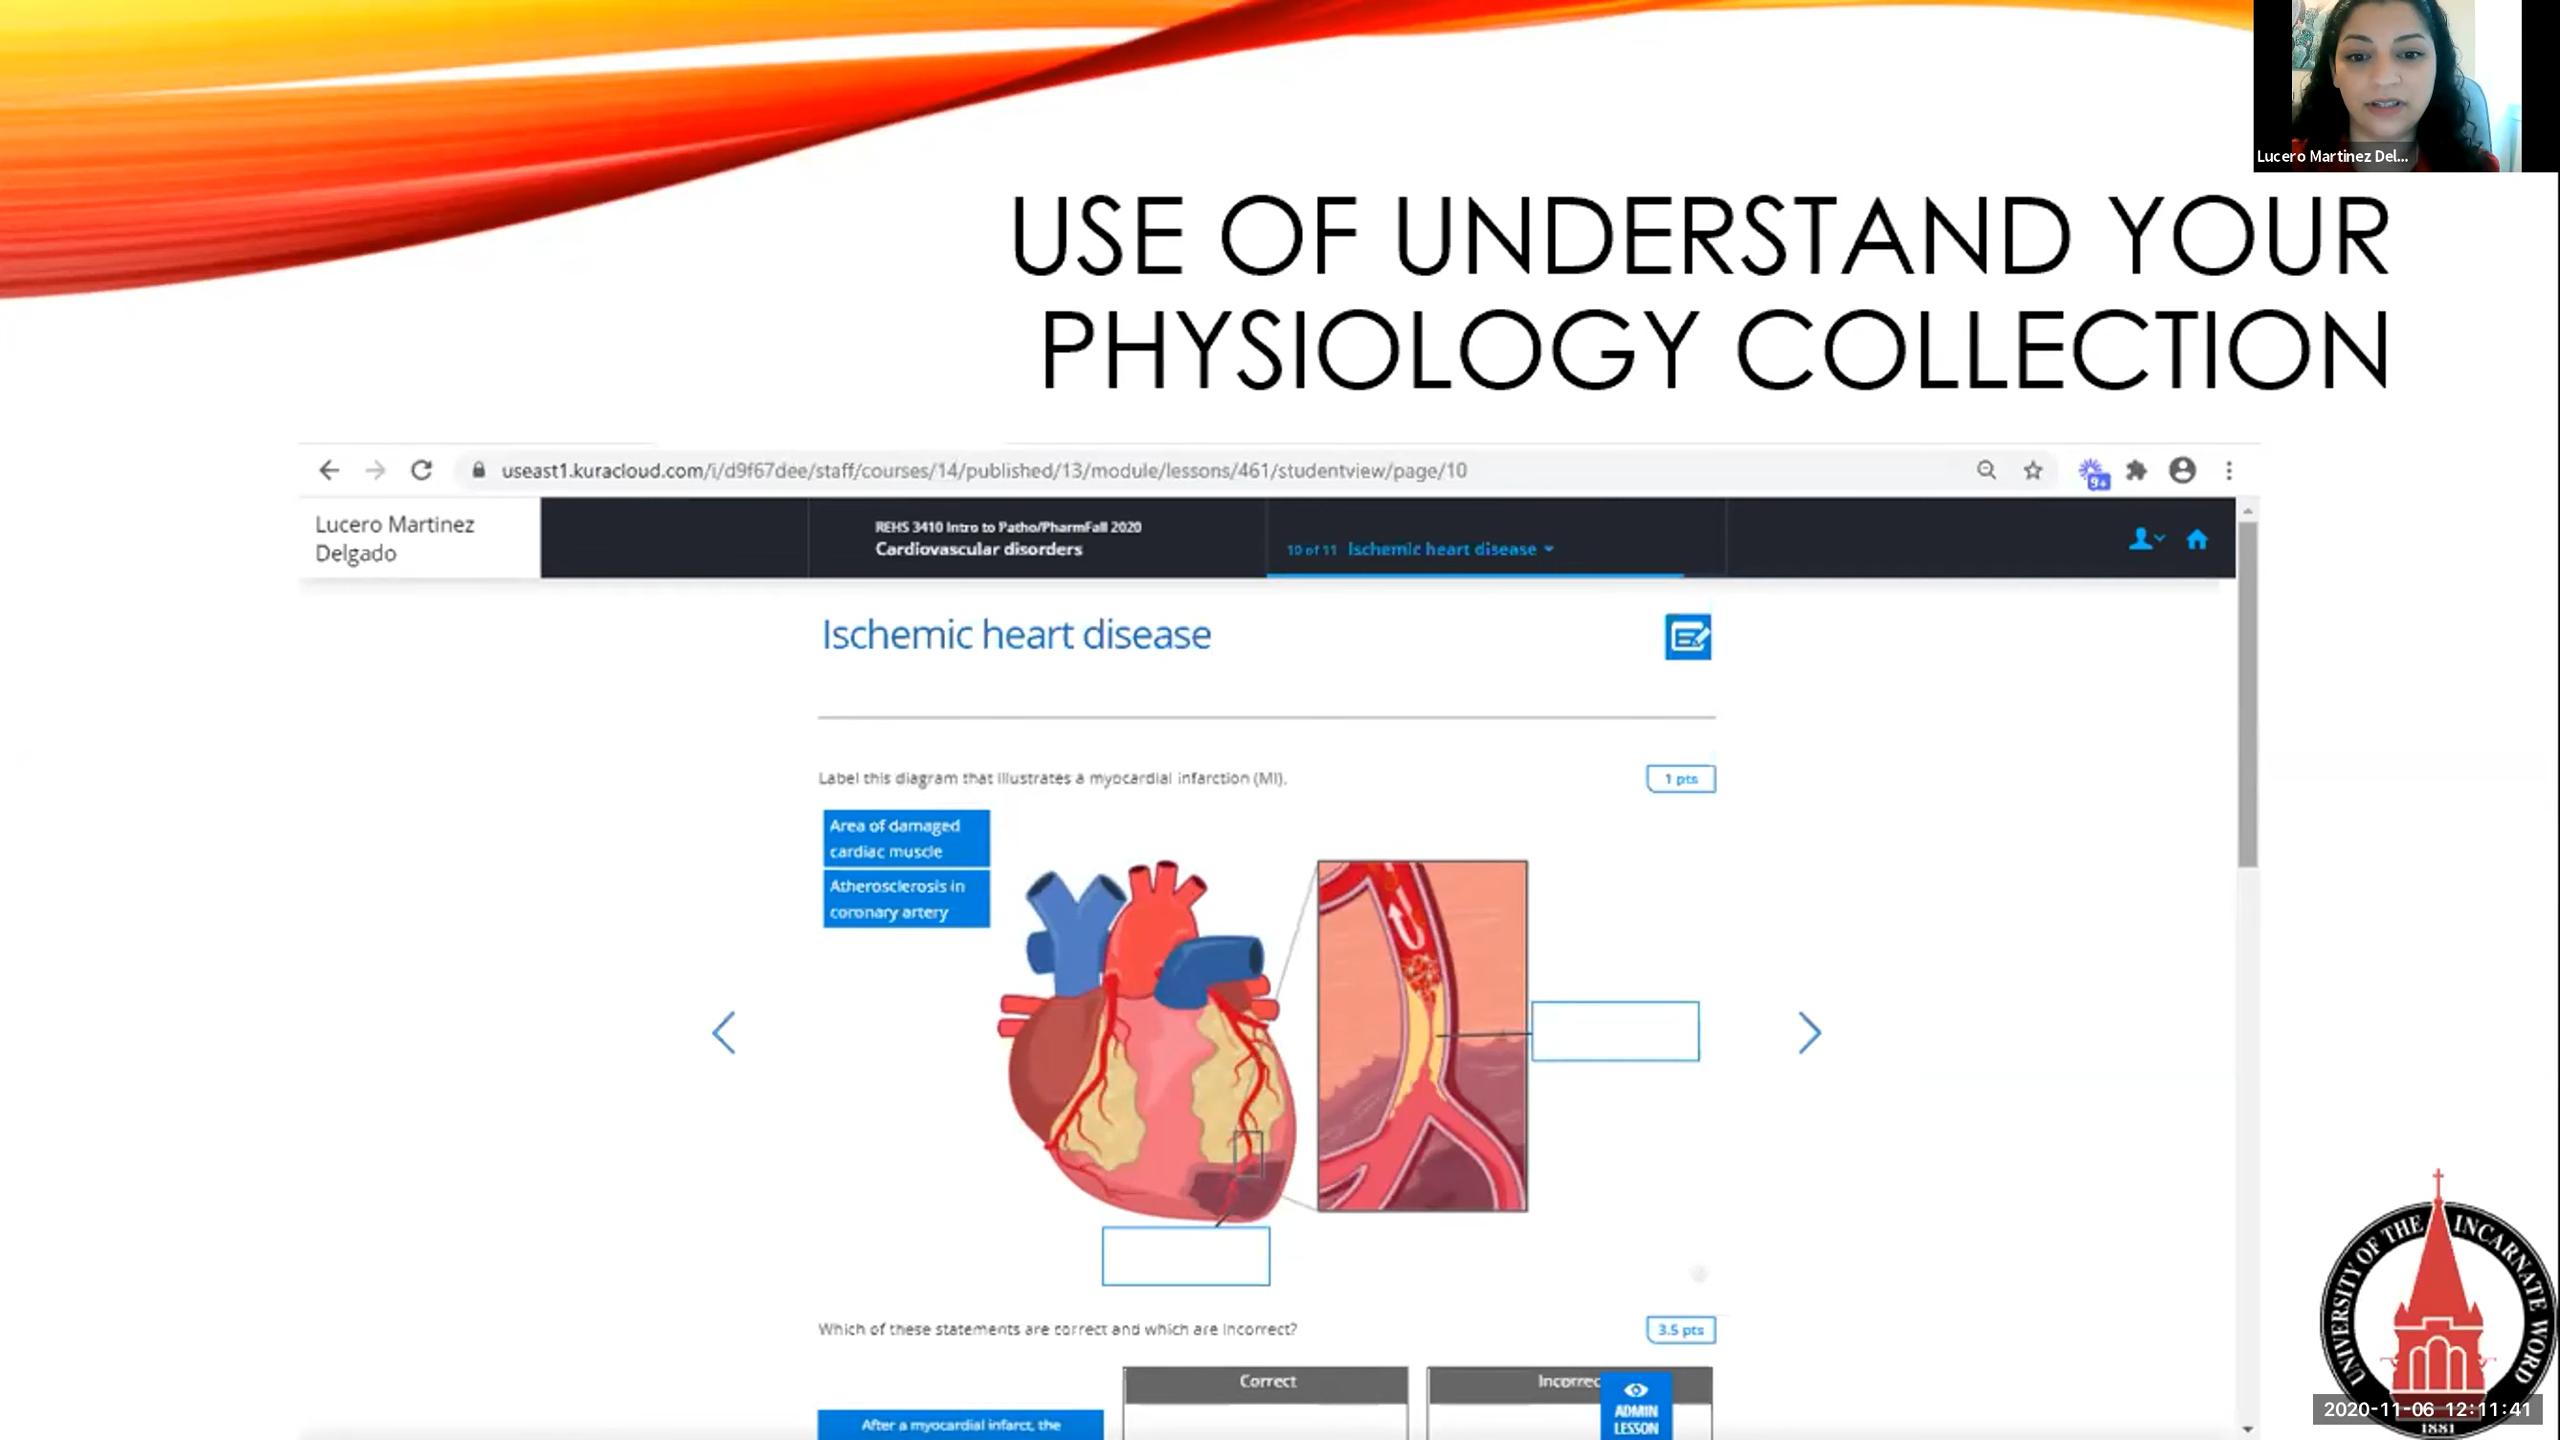 Lucero Martinez Del...
USE OF UNDERSTAND YOUR
PHYSIOLOGY COLLECTION
useast1.kuracloud.com/i/d9f67dee/staff/courses/14/published/13/module/lessons/461/studentview/page/10
9+
Lucero Martinez
Delgado
REHS 3410 Intro to Patho/PharmFall 2020
Cardiovascular disorders
10 of 11 Ischemic heart disease
Ischemic heart disease
Label this diagram that illustrates a myocardial infarction (MI).
1 pts
Area of damaged
cardiac muscle
Atherosclerosis in
coronary artery
Which of these statements are correct and which are incorrect?
3.5 pts
Correct
Incorrec
ADMIN
LESSON
After a myocardial infarct, the
UNIVERSITY OF THE INCARNATE WORD
2020-11-06 12:11:41
1881